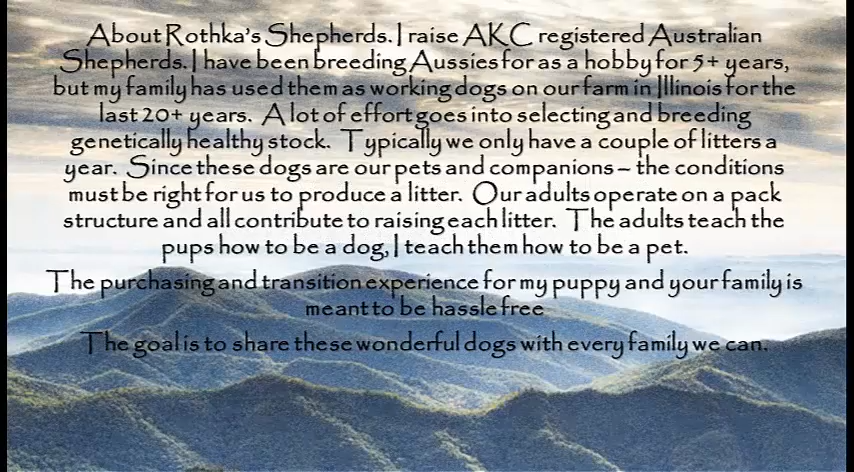 About Rothka's Shepherds. I raise AKC registered Australian
Shepherds. I have been breeding Aussies for as a hobby for 5+ years,
but my family has used them as working dogs on our farm in Illinois for the
last 20+ years. A lot of effort goes into selecting and breeding
genetically healthy stock. Typically we only have a couple of litters a
year. Since these dogs are our pets and companions – the conditions
must be right for us to produce a litter. Our adults operate on a pack
structure and all contribute to raising each litter. The adults teach the
pups how to be a dog, I teach them how to be a pet.
The purchasing and transition experience for my puppy and your family is
meant to be hassle free
The goal is to share these wonderful dogs with every family we can.